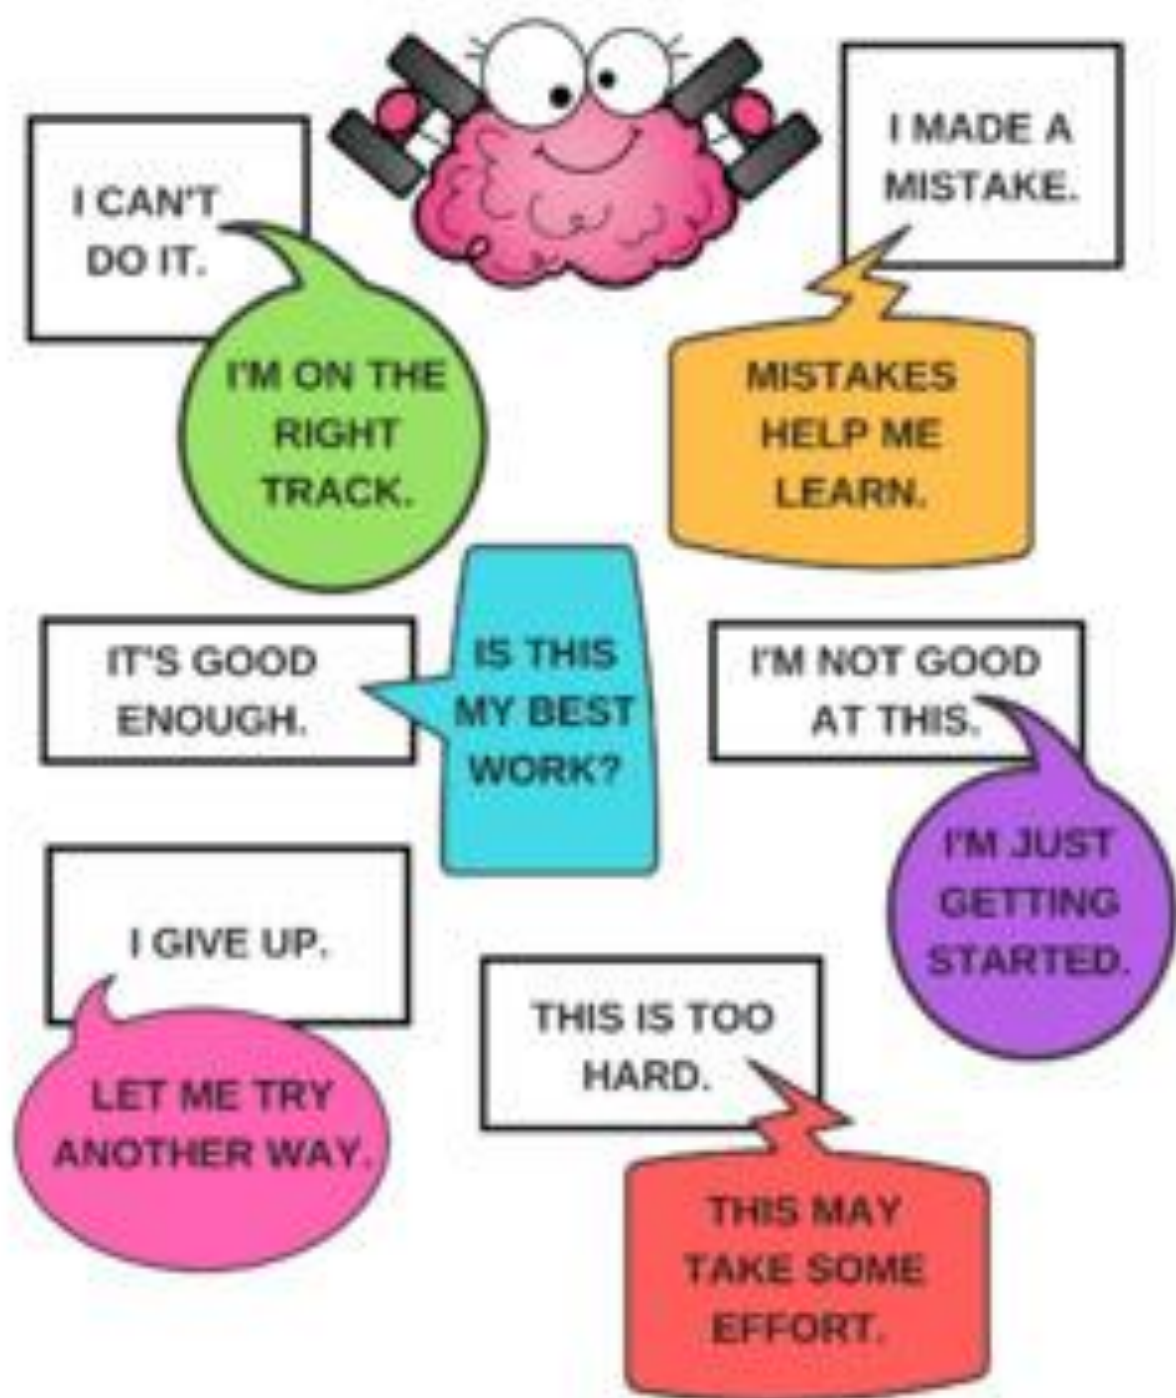 I CAN'T
DO IT.
I'M ON THE
RIGHT
TRACK.
I MADE A
MISTAKE.
MISTAKES
HELP ME
LEARN.
IT'S GOOD
ENOUGH.
IS THIS
MY BEST
WORK?
I'M NOT GOOD
AT THIS.
I'M JUST
GETTING
STARTED.
I GIVE UP.
LET ME TRY
ANOTHER WAY.
THIS IS TOO
HARD.
THIS MAY
TAKE SOME
EFFORT.